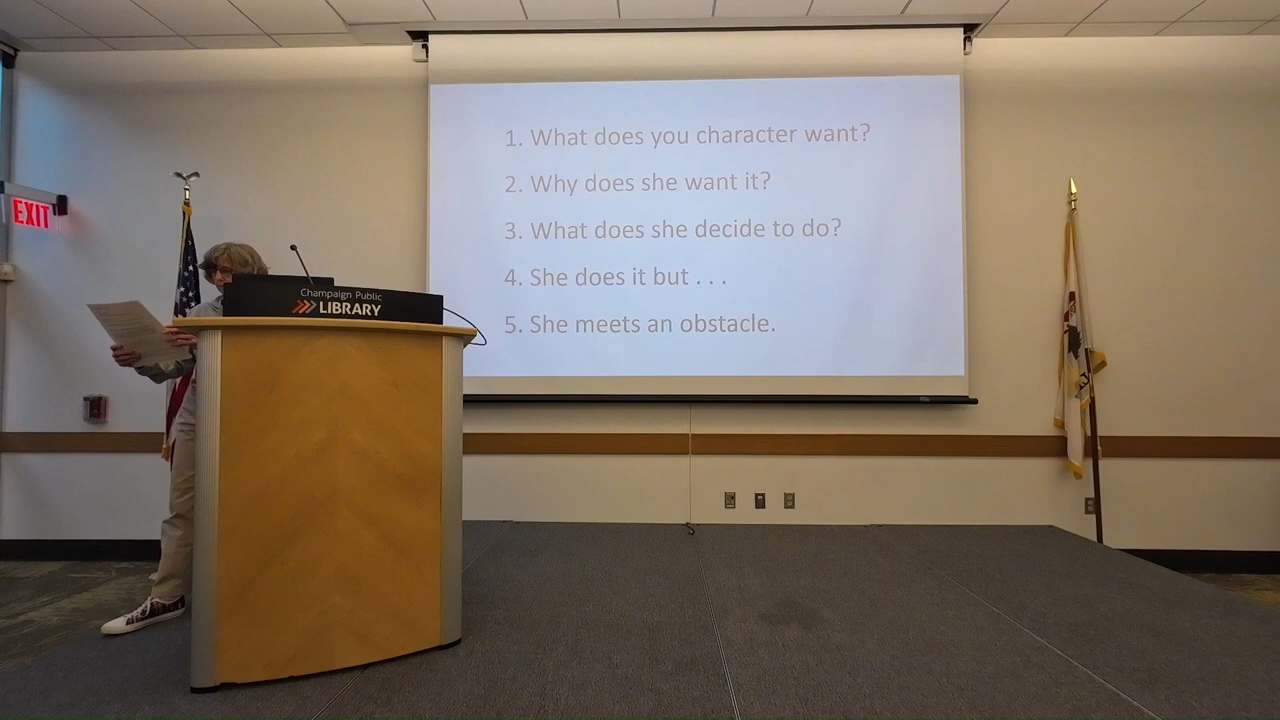 1. What does you character want?
2. Why does she want it?
3. What does she decide to do?
4. She does it but . . .
5. She meets an obstacle.
EXIT
Champaign Public
LIBRARY